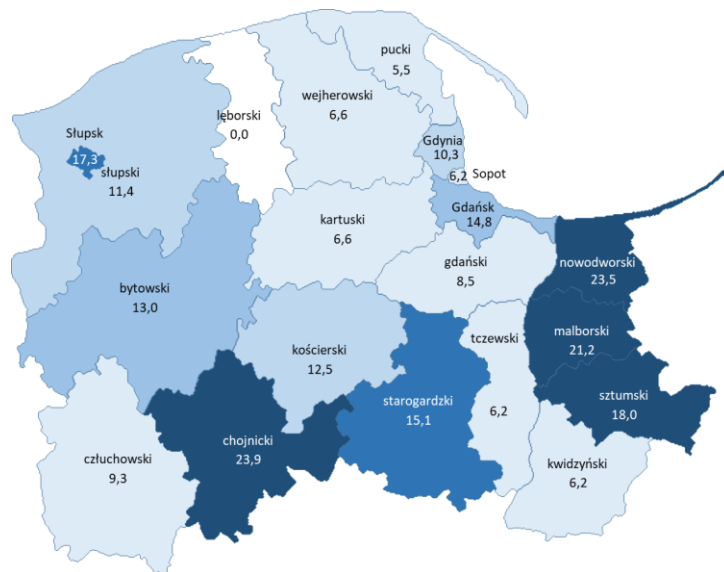 pucki
5,5
wejherowski
6,6
lęborski
0,0
Słupsk
17,3
słupski
11,4
Gdynia
10,3
6,2 Sopot
Gdańsk
14,8
kartuski
6,6
gdański
8,5
nowodworski
23,5
bytowski
13,0
malborski
21,2
kościerski
12,5
tczewski
6,2
starogardzki
15,1
sztumski
18,0
chojnicki
23,9
człuchowski
9,3
kwidzyński
6,2